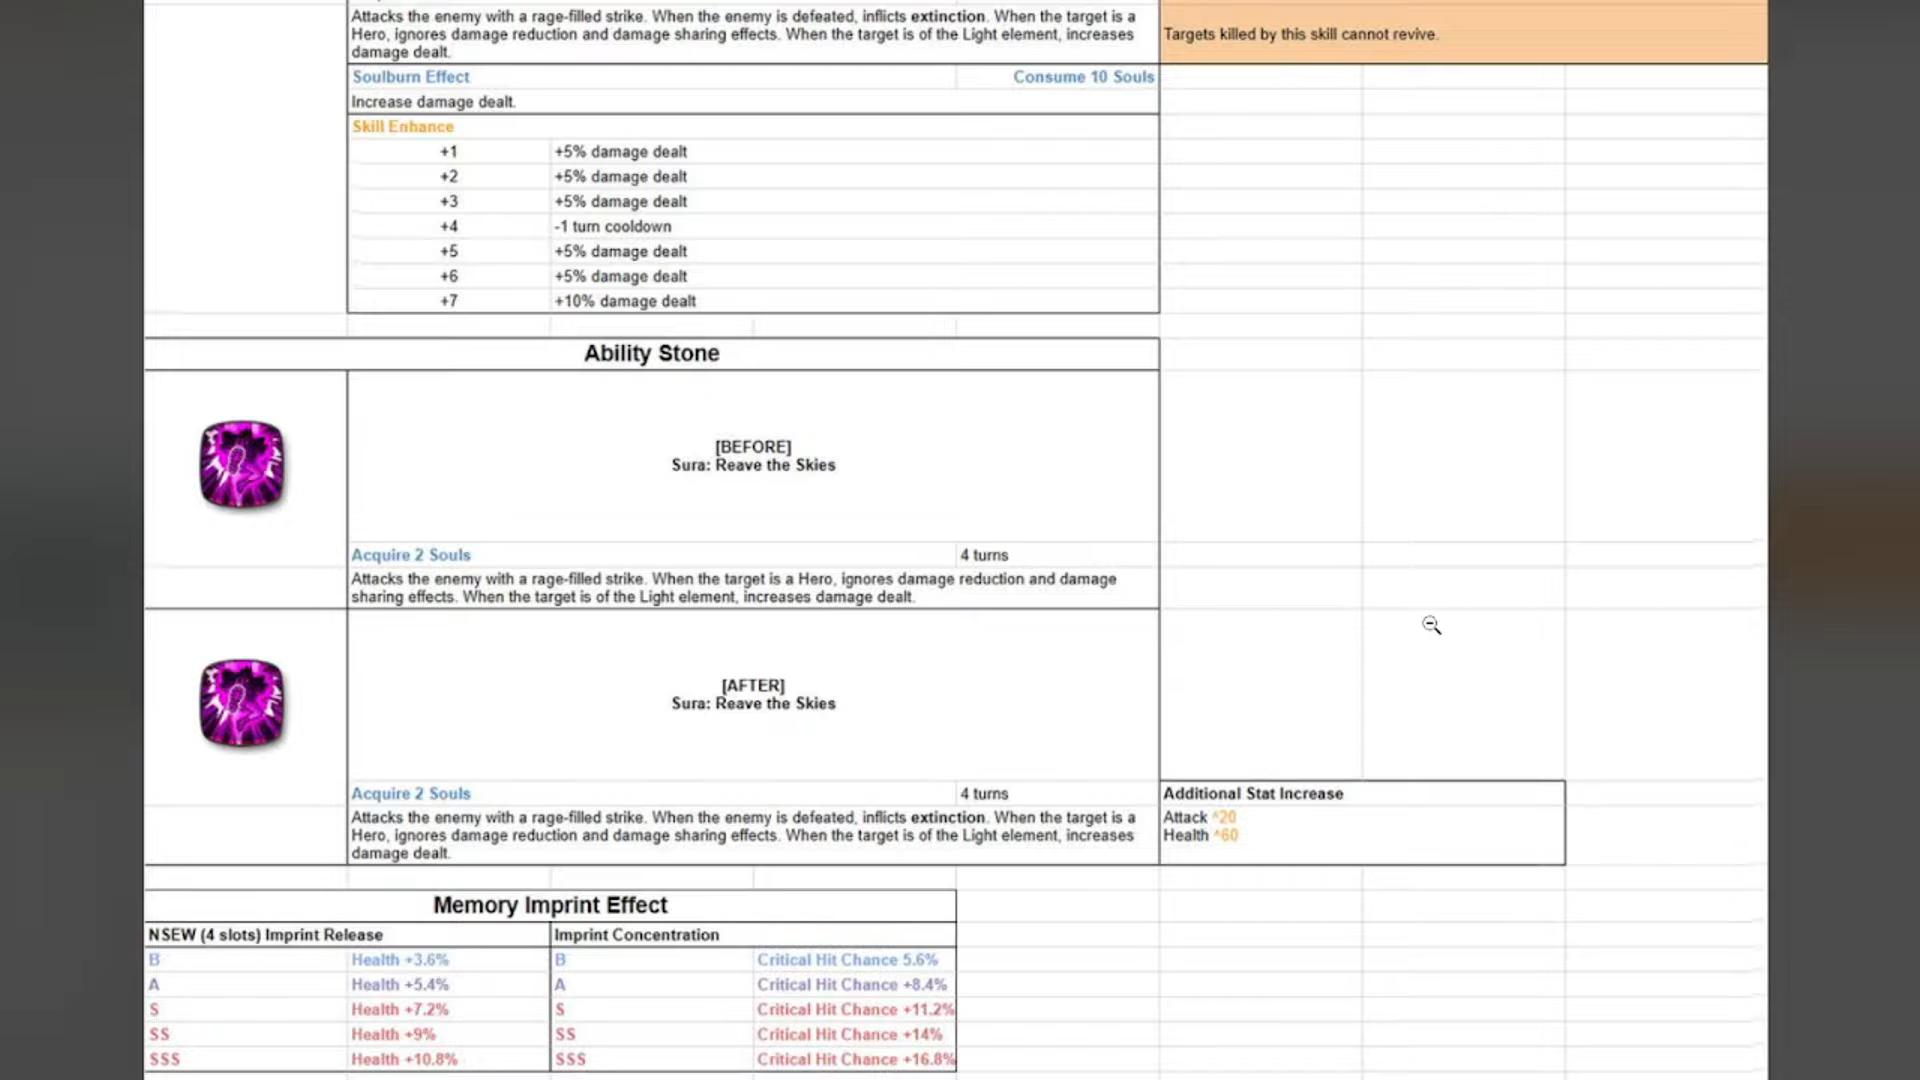 Attacks the enemy with a rage-filled strike. When the enemy is defeated, inflicts extinction. When the target is a
Hero, ignores damage reduction and damage sharing effects. When the target is of the Light element, increases
damage dealt.
Targets killed by this skill cannot revive.
Soulburn Effect Consume 10 Souls
Increase damage dealt.
Skill Enhance
+1 +5% damage dealt
+2 +5% damage dealt
+3 +5% damage dealt
+4 -1 turn cooldown
+5 +5% damage dealt
+6 +5% damage dealt
+7 +10% damage dealt
Ability Stone
[BEFORE]
Sura: Reave the Skies
Acquire 2 Souls 4 turns
Attacks the enemy with a rage-filled strike. When the target is a Hero, ignores damage reduction and damage
sharing effects. When the target is of the Light element, increases damage dealt.
[AFTER]
Sura: Reave the Skies
Acquire 2 Souls 4 turns
Attacks the enemy with a rage-filled strike. When the enemy is defeated, inflicts extinction. When the target is a
Hero, ignores damage reduction and damage sharing effects. When the target is of the Light element, increases
damage dealt.
Additional Stat Increase
Attack ^20
Health ^60
Memory Imprint Effect
NSEW (4 slots) Imprint Release Imprint Concentration
B Health +3.6% B Critical Hit Chance 5.6%
A Health +5.4% A Critical Hit Chance +8.4%
S Health +7.2% S Critical Hit Chance +11.2%
SS Health +9% SS Critical Hit Chance +14%
SSS Health +10.8% SSS Critical Hit Chance +16.8%